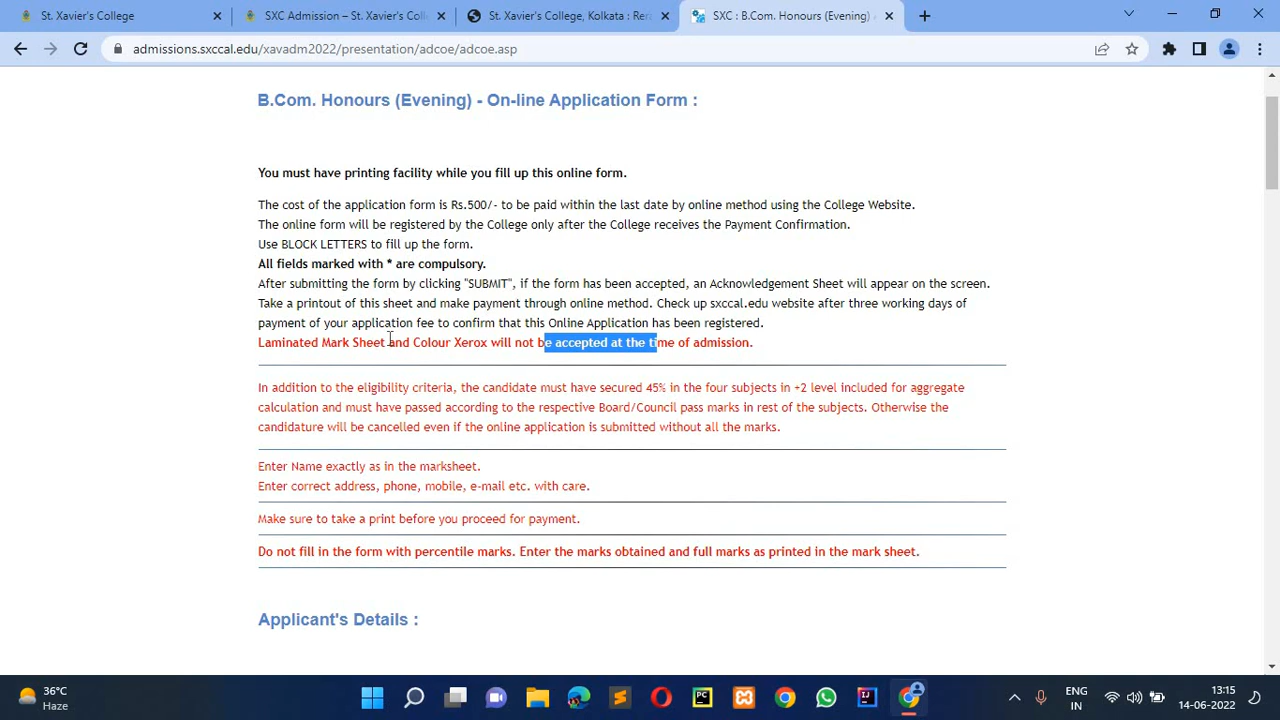 St. Xavier's College
SXC Admission – St. Xavier's Col
St. Xavier's College, Kolkata : Ren
SXC : B.Com. Honours (Evening) -
admissions.sxccal.edu/xavadm2022/presentation/adcoe/adcoe.asp
B.Com. Honours (Evening) - On-line Application Form :
You must have printing facility while you fill up this online form.
The cost of the application form is Rs.500/- to be paid within the last date by online method using the College Website.
The online form will be registered by the College only after the College receives the Payment Confirmation.
Use BLOCK LETTERS to fill up the form.
All fields marked with * are compulsory.
After submitting the form by clicking "SUBMIT", if the form has been accepted, an Acknowledgement Sheet will appear on the screen.
Take a printout of this sheet and make payment through online method. Check up sxccal.edu website after three working days of
payment of your application fee to confirm that this Online Application has been registered.
Laminated Mark Sheet and Colour Xerox will not be accepted at the time of admission.
In addition to the eligibility criteria, the candidate must have secured 45% in the four subjects in +2 level included for aggregate
calculation and must have passed according to the respective Board/Council pass marks in rest of the subjects. Otherwise the
candidature will be cancelled even if the online application is submitted without all the marks.
Enter Name exactly as in the marksheet.
Enter correct address, phone, mobile, e-mail etc. with care.
Make sure to take a print before you proceed for payment.
Do not fill in the form with percentile marks. Enter the marks obtained and full marks as printed in the mark sheet.
Applicant's Details :
36°C
Haze
PC
IJ
ENG
IN
13:15
14-06-2022